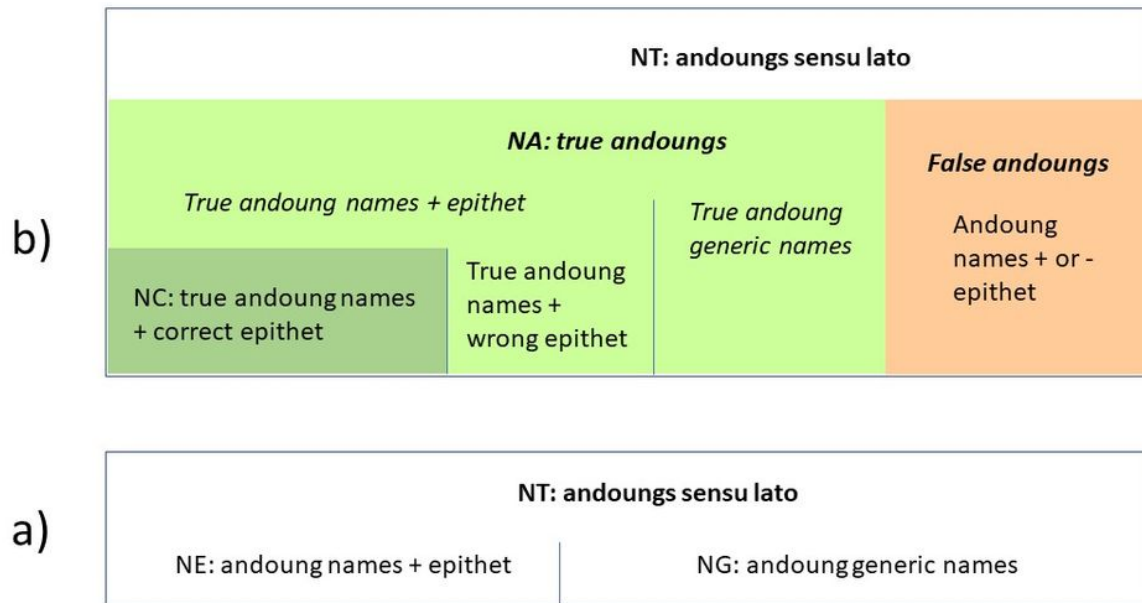 NT: andoungs sensu lato
NA: true andoungs
False andoungs
True andoung names + epithet
True andoung
generic names
Andoung
names + or -
epithet
b)
NC: true andoung names
+ correct epithet
True andoung
names +
wrong epithet
NT: andoungs sensu lato
a)
NE: andoung names + epithet
NG: andoung generic names